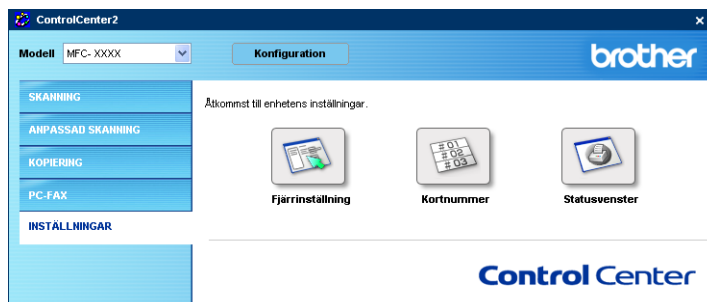 ControlCenter2
Modell MFC- XXXX Konfiguration
brother
SKANNING
ANPASSAD SKANNING
KOPIERING
PC-FAX
INSTÄLLNINGAR
Åtkommst till enhetens inställningar.
# 01
# 02
# 03
Fjärrinställning Kortnummer Statusvenster
Control Center